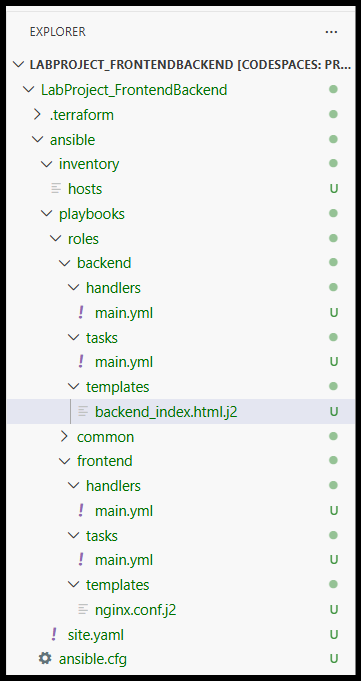 EXPLORER ...
LABPROJECT_FRONTENDBACKEND [CODESPACES: PR...
LabProject_FrontendBackend
.terraform
ansible
inventory
hosts U
playbooks
roles
backend
handlers
! main.yml U
tasks
! main.yml U
templates
backend_index.html.j2 U
common
frontend
handlers
! main.yml U
tasks
! main.yml U
templates
nginx.conf.j2 U
! site.yaml U
ansible.cfg U